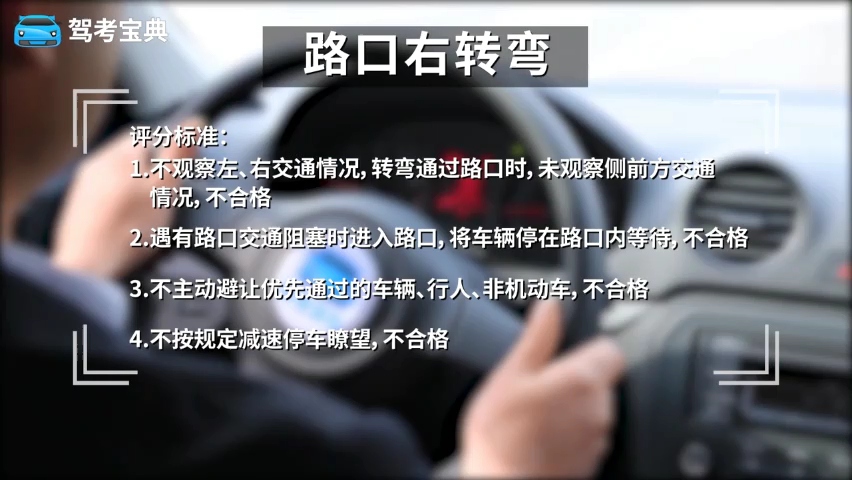 驾考宝典
路口右转弯
评分标准：
1.不观察左、右交通情况，转弯通过路口时，未观察侧前方交通
情况，不合格
2.遇有路口交通阻塞时进入路口，将车辆停在路口内等待，不合格
3.不主动避让优先通过的车辆、行人、非机动车，不合格
4.不按规定减速停车瞭望，不合格